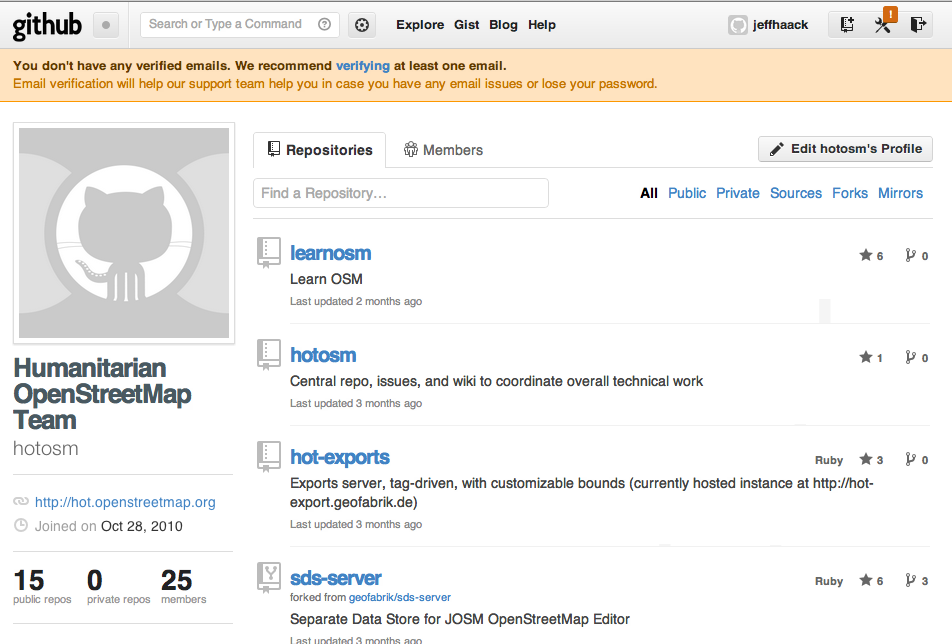 github Search or Type a Command Explore Gist Blog Help jeffhaack !
You don't have any verified emails. We recommend verifying at least one email.
Email verification will help our support team help you in case you have any email issues or lose your password.
Repositories Members Edit hotosm's Profile
Find a Repository... All Public Private Sources Forks Mirrors
learnosm 6 0
Learn OSM
Last updated 2 months ago
hotosm 1 0
Central repo, issues, and wiki to coordinate overall technical work
Last updated 3 months ago
hot-exports Ruby 3 0
Exports server, tag-driven, with customizable bounds (currently hosted instance at http://hot-
export.geofabrik.de)
Last updated 3 months ago
sds-server Ruby 6 3
forked from geofabrik/sds-server
Separate Data Store for JOSM OpenStreetMap Editor
Last updated 3 months ago
Humanitarian
OpenStreetMap
Team
hotosm
http://hot.openstreetmap.org
Joined on Oct 28, 2010
15 0 25
public repos private repos members